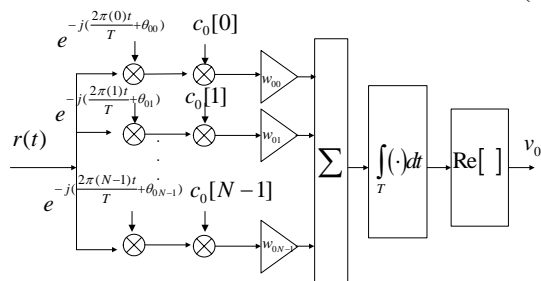 e^{-j(\frac{2\pi(0)t}{T}+\theta_{00})} c_0[0]
w_{00}
e^{-j(\frac{2\pi(1)t}{T}+\theta_{01})} c_0[1]
w_{01}
r(t) ∑ \int_T(\cdot)dt Re[ ] v_0
e^{-j(\frac{2\pi(N-1)t}{T}+\theta_{0N-1})} c_0[N-1]
w_{0N-1}